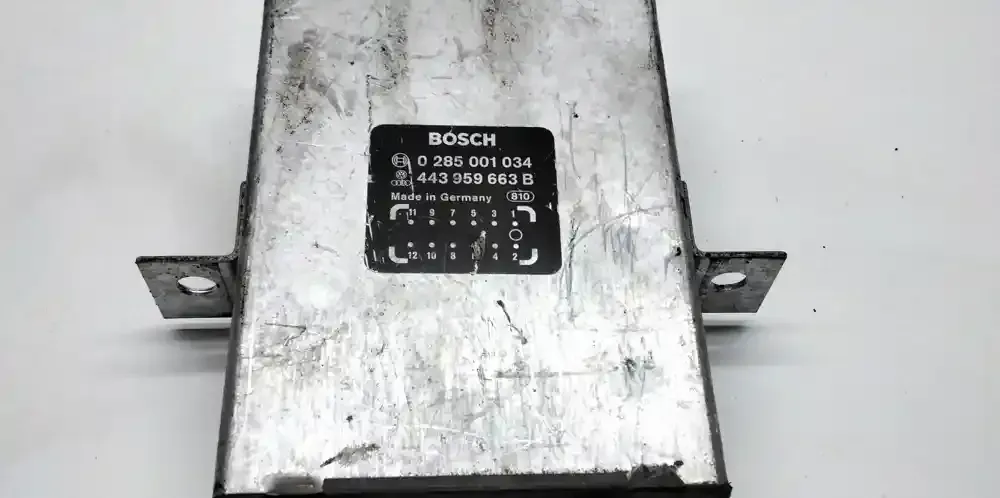 BOSCH
0 285 001 034
443 959 663 B
Made in Germany 810
11 9 7 5 3 1
12 10 8 4 2